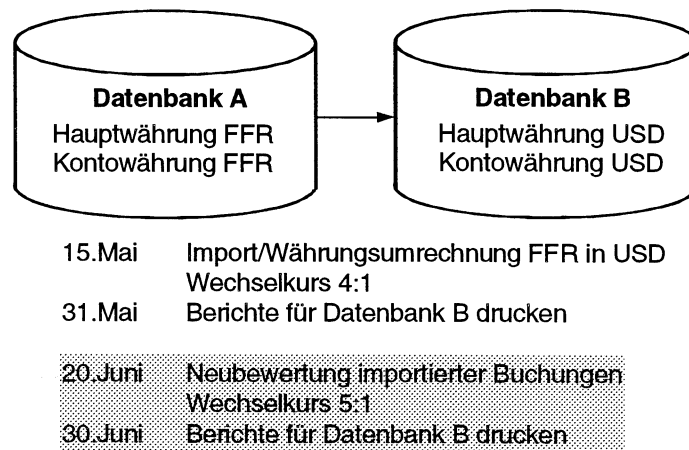 Datenbank A
Hauptwährung FFR
Kontowährung FFR
Datenbank B
Hauptwährung USD
Kontowährung USD
15.Mai Import/Währungsumrechnung FFR in USD
Wechselkurs 4:1
31.Mai Berichte für Datenbank B drucken
20.Juni Neubewertung importierter Buchungen
Wechselkurs 5:1
30.Juni Berichte für Datenbank B drucken